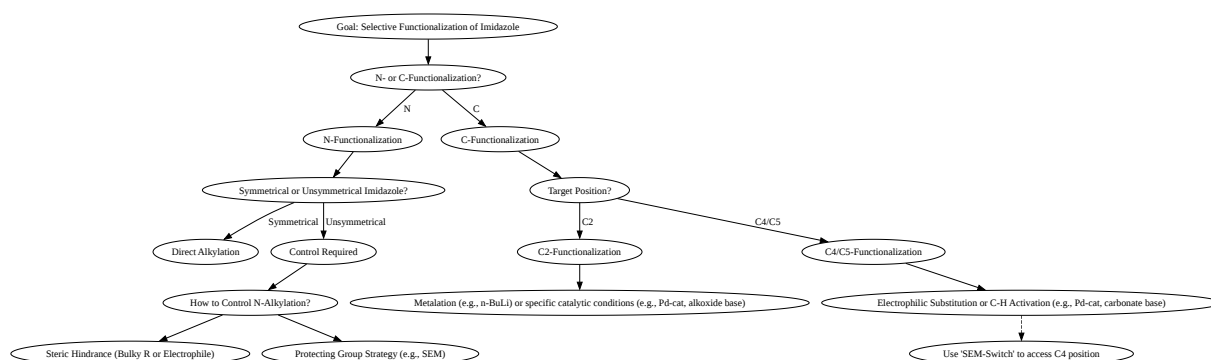 Goal: Selective Functionalization of Imidazole
N- or C-Functionalization?
N
C
N-Functionalization
C-Functionalization
Symmetrical or Unsymmetrical Imidazole?
Target Position?
Symmetrical
Unsymmetrical
C2
C4/C5
Direct Alkylation
Control Required
C2-Functionalization
C4/C5-Functionalization
How to Control N-Alkylation?
Metalation (e.g., n-BuLi) or specific catalytic conditions (e.g., Pd-cat, alkoxide base)
Electrophilic Substitution or C-H Activation (e.g., Pd-cat, carbonate base)
Steric Hindrance (Bulky R or Electrophile)
Protecting Group Strategy (e.g., SEM)
Use 'SEM-Switch' to access C4 position